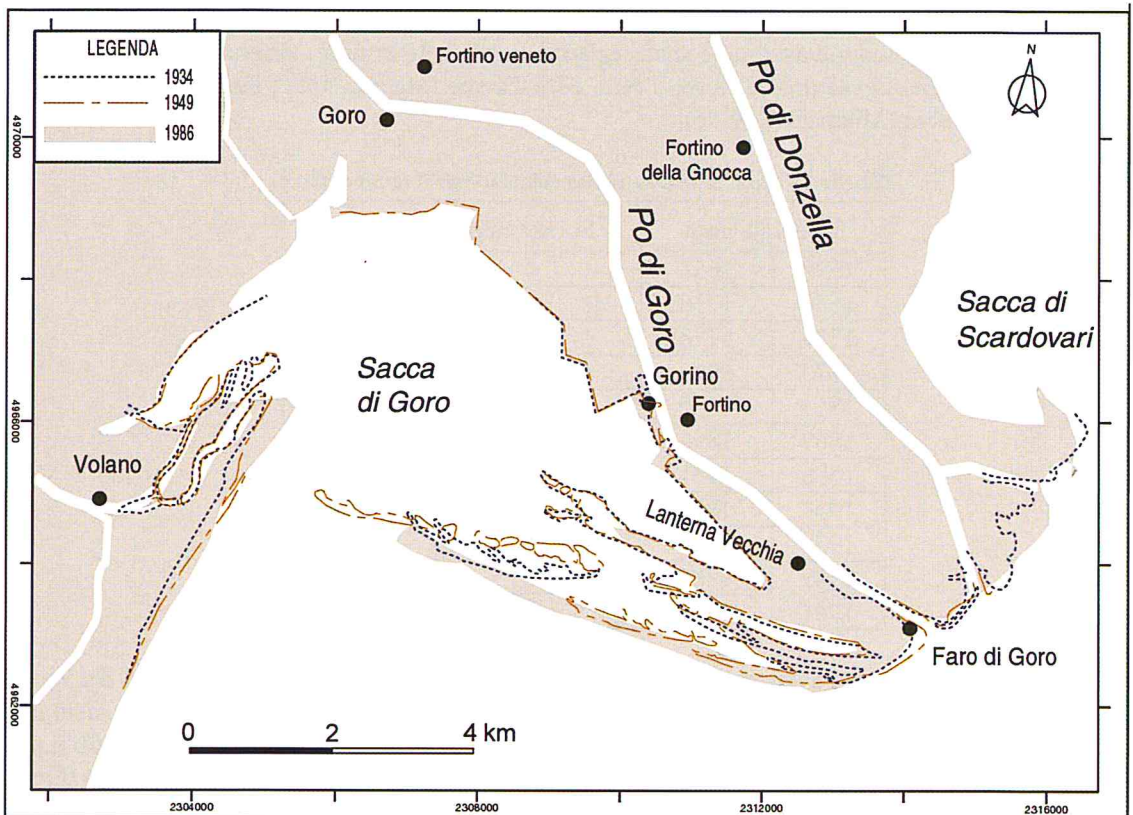 LEGENDA
1934
1949
1986
Fortino veneto
Goro
N
Po di Donzella
Fortino
della Gnocca
Po di Goro
Sacca di
Scardovari
Sacca
di Goro
Gorino
Fortino
Volano
Lanterna Vecchia
Faro di Goro
0 2 4 km
4970000
4966000
4962000
2304000
2308000
2312000
2316000